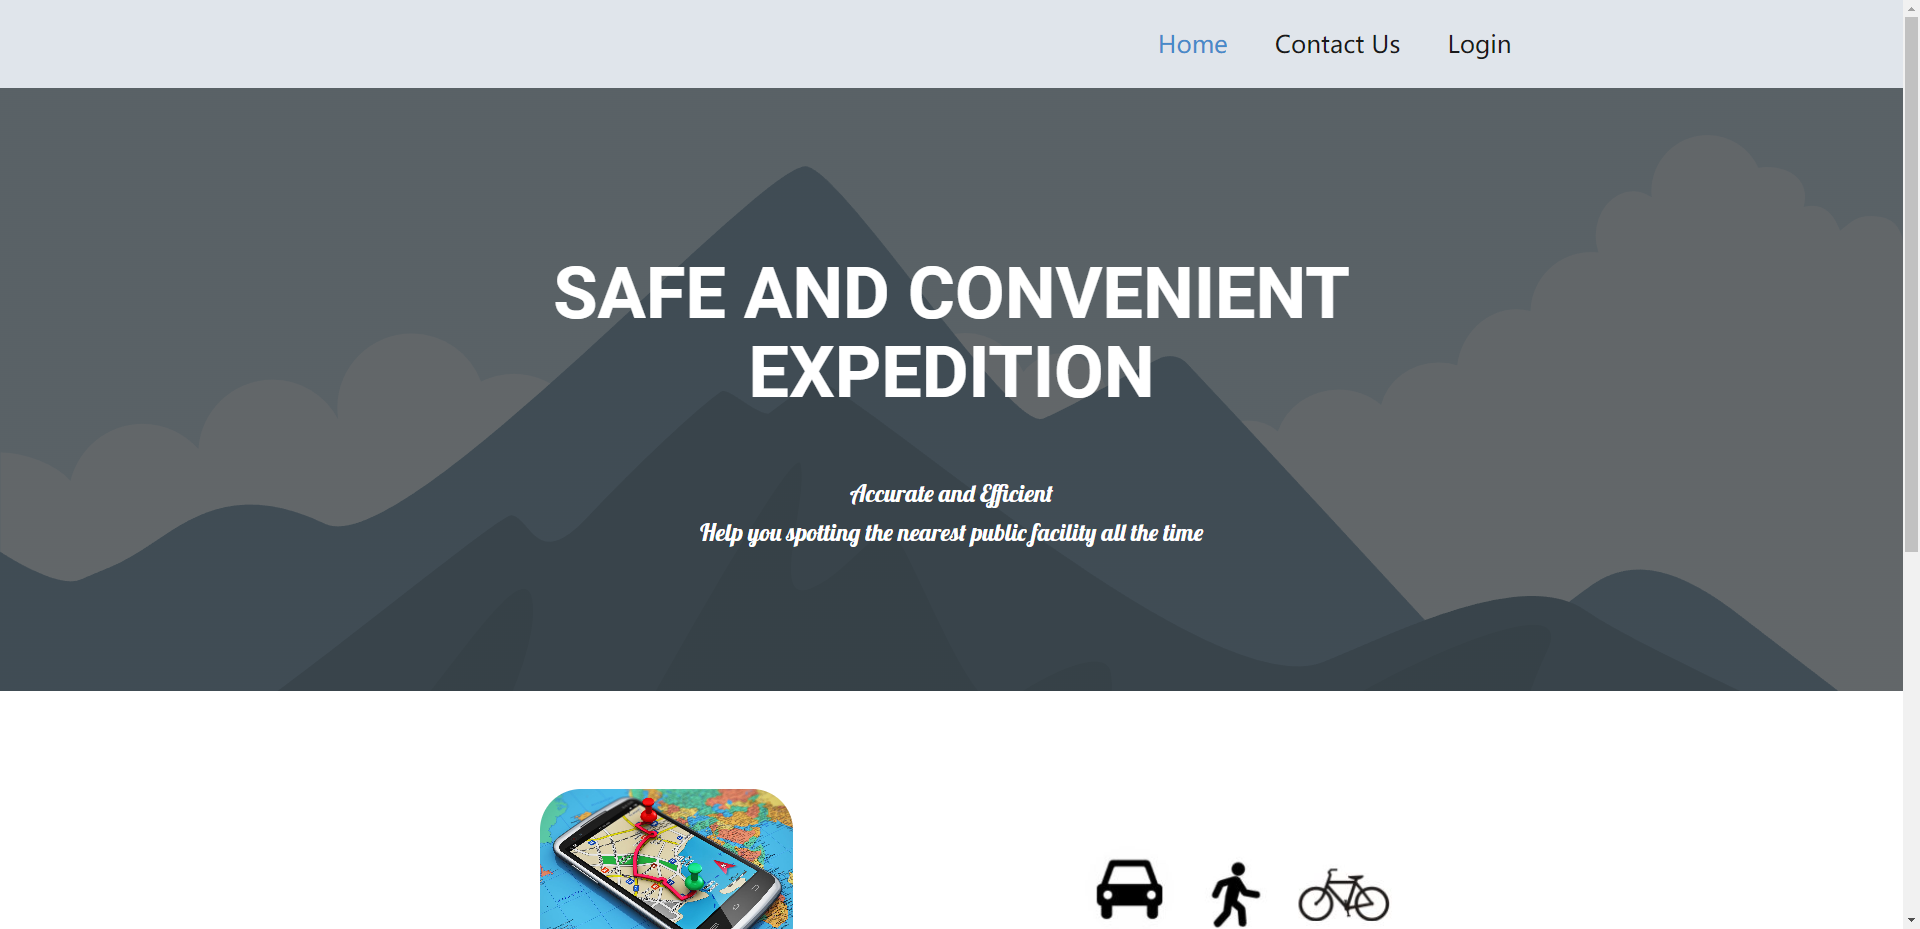 Home Contact Us Login
SAFE AND CONVENIENT
EXPEDITION
Accurate and Efficient
Help you spotting the nearest public facility all the time